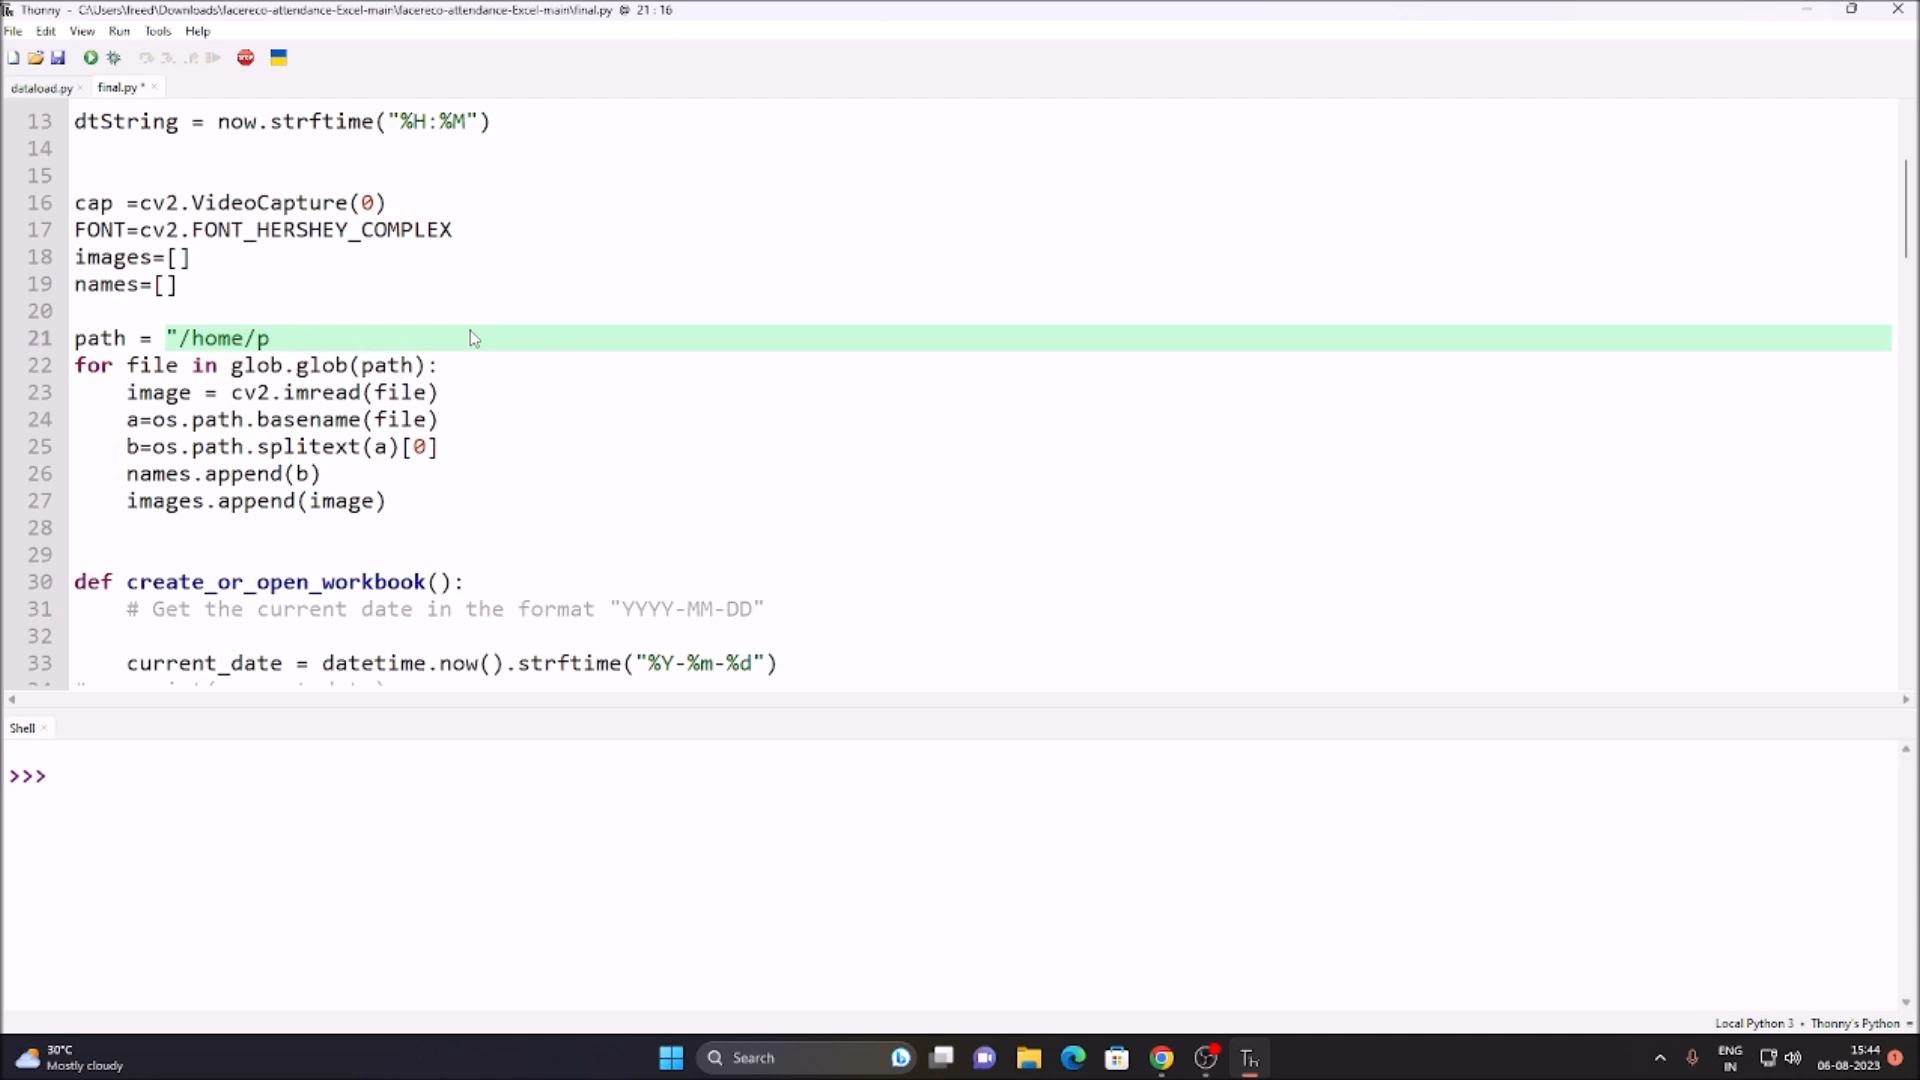 Thonny - C:\Users\freed\Downloads\facereco-attendance-Excel-main\facereco-attendance-Excel-main\final.py @ 21 : 16
File Edit View Run Tools Help
dataload.py × final.py * ×
13 dtString = now.strftime("%H:%M")
14
15
16 cap =cv2.VideoCapture(0)
17 FONT=cv2.FONT_HERSHEY_COMPLEX
18 images=[]
19 names=[]
20
21 path = "/home/p
22 for file in glob.glob(path):
23 image = cv2.imread(file)
24 a=os.path.basename(file)
25 b=os.path.splitext(a)[0]
26 names.append(b)
27 images.append(image)
28
29
30 def create_or_open_workbook():
31 # Get the current date in the format "YYYY-MM-DD"
32
33 current_date = datetime.now().strftime("%Y-%m-%d")
Shell ×
>>>
Local Python 3 • Thonny's Python
30°C
Mostly cloudy
Search
ENG
IN
15:44
06-08-2023
1